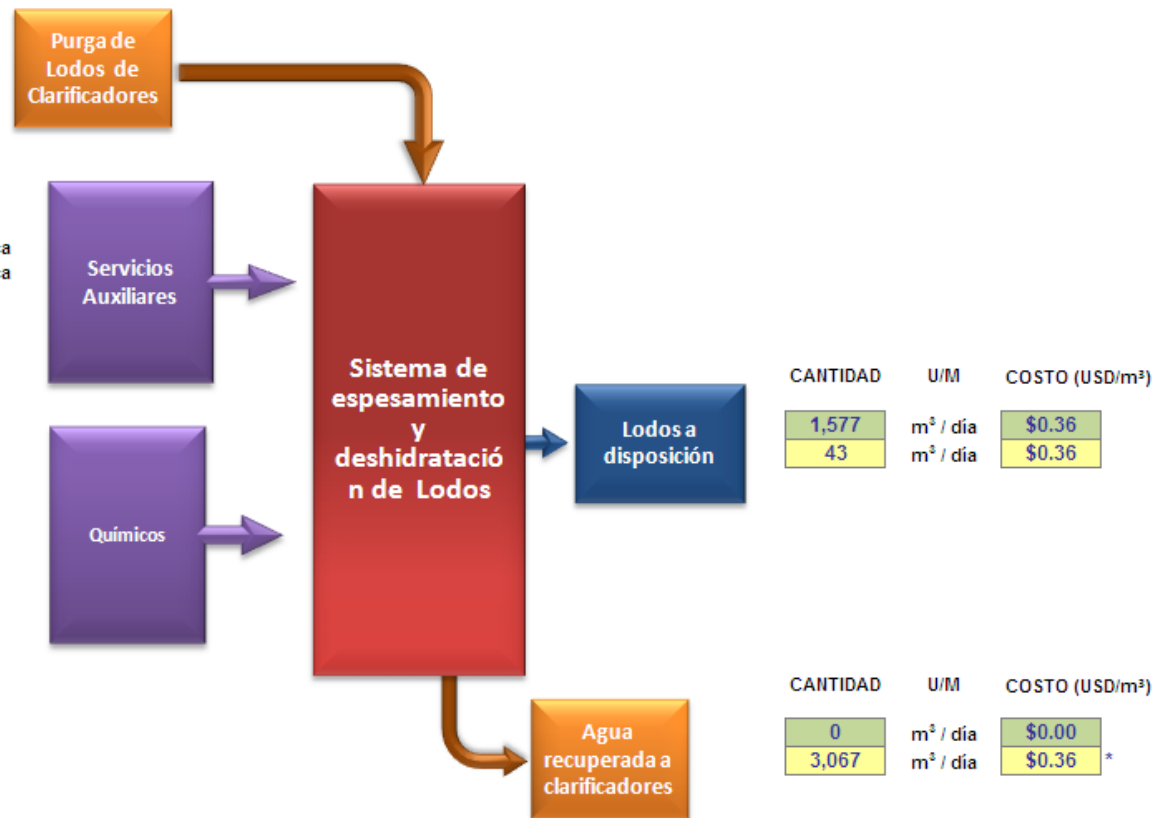 Purga de
Lodos de
Clarificadores
Servicios
Auxiliares
Químicos
Sistema de
espesamiento
y
deshidratació
n de Lodos
Lodos a
disposición
CANTIDAD U/M COSTO (USD/m³)
1,577 m³ / día $0.36
43 m³ / día $0.36
Agua
recuperada a
clarificadores
CANTIDAD U/M COSTO (USD/m³)
0 m³ / día $0.00
3,067 m³ / día $0.36 *